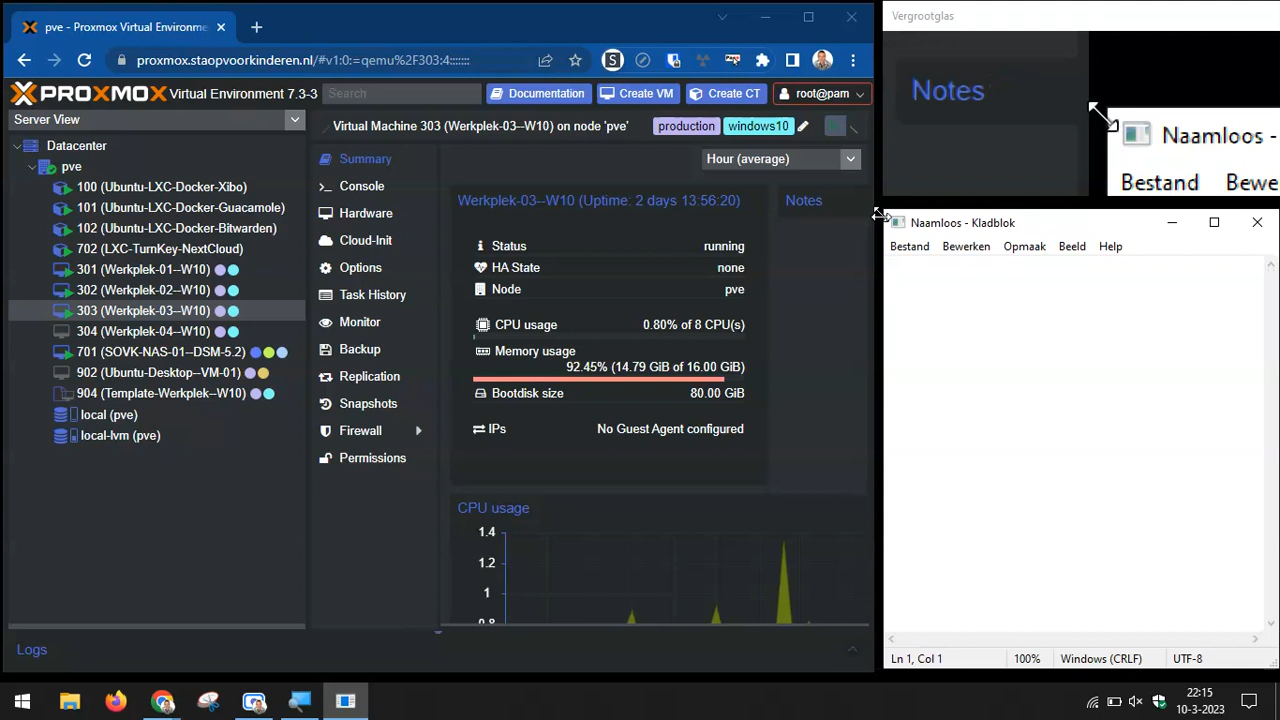 pve - Proxmox Virtual Environme
proxmox.staopvoorkinderen.nl/#v1:0:=qemu%2F303:4:::::::
PROXMOX Virtual Environment 7.3-3
Search
Documentation
Create VM
Create CT
root@pam
Server View
Datacenter
pve
100 (Ubuntu-LXC-Docker-Xibo)
101 (Ubuntu-LXC-Docker-Guacamole)
102 (Ubuntu-LXC-Docker-Bitwarden)
702 (LXC-TurnKey-NextCloud)
301 (Werkplek-01--W10)
302 (Werkplek-02--W10)
303 (Werkplek-03--W10)
304 (Werkplek-04--W10)
701 (SOVK-NAS-01--DSM-5.2)
902 (Ubuntu-Desktop--VM-01)
904 (Template-Werkplek--W10)
local (pve)
local-lvm (pve)
Virtual Machine 303 (Werkplek-03--W10) on node 'pve'
production
windows10
Summary
Console
Hardware
Cloud-Init
Options
Task History
Monitor
Backup
Replication
Snapshots
Firewall
Permissions
Hour (average)
Werkplek-03--W10 (Uptime: 2 days 13:56:20)
Status running
HA State none
Node pve
CPU usage 0.80% of 8 CPU(s)
Memory usage
92.45% (14.79 GiB of 16.00 GiB)
Bootdisk size 80.00 GiB
IPs No Guest Agent configured
Notes
CPU usage
1.4
1.2
1
0.8
Logs
Vergrootglas
Notes
Naamloos -
Bestand Bewe
Naamloos - Kladblok
Bestand Bewerken Opmaak Beeld Help
Ln 1, Col 1 100% Windows (CRLF) UTF-8
22:15
10-3-2023